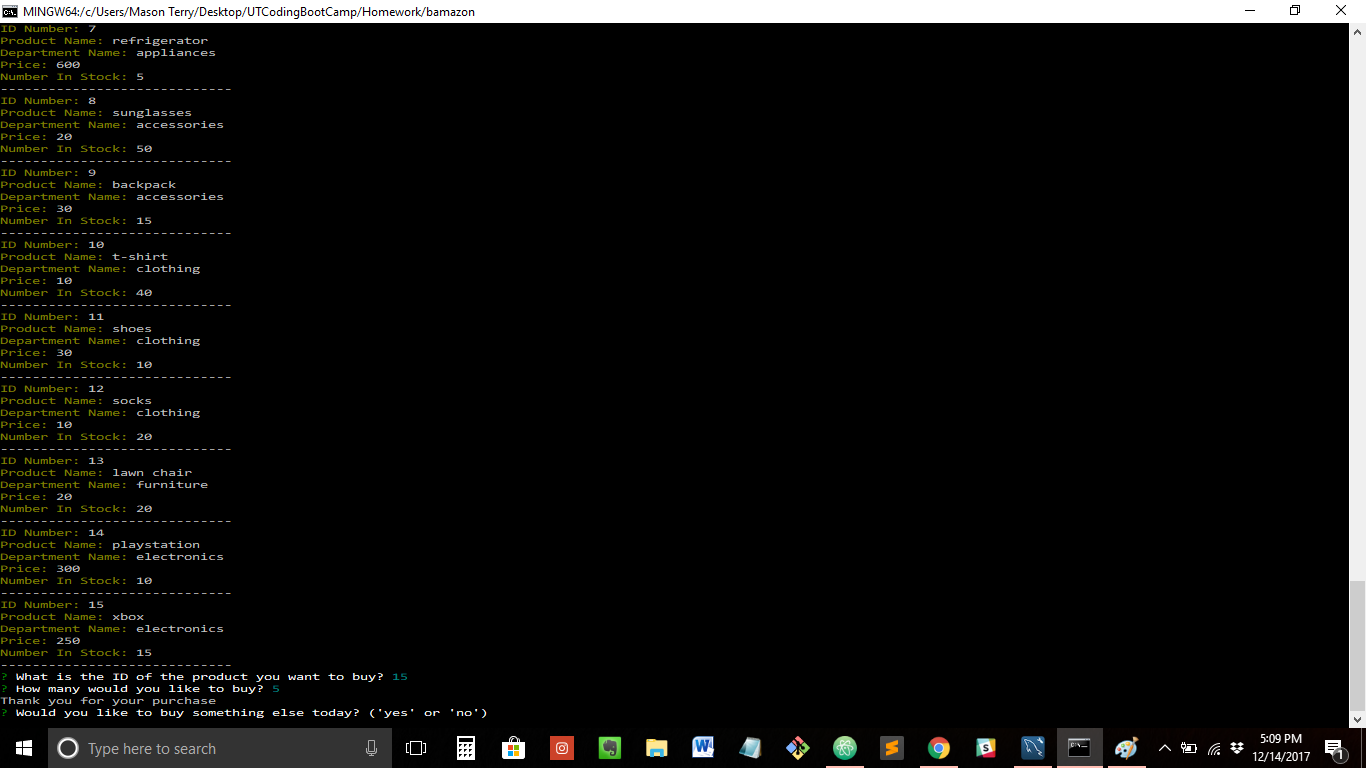 MINGW64:/c/Users/Mason Terry/Desktop/UTCodingBootCamp/Homework/bamazon
ID Number: 7
Product Name: refrigerator
Department Name: appliances
Price: 600
Number In Stock: 5
-----------------------------
ID Number: 8
Product Name: sunglasses
Department Name: accessories
Price: 20
Number In Stock: 50
-----------------------------
ID Number: 9
Product Name: backpack
Department Name: accessories
Price: 30
Number In Stock: 15
-----------------------------
ID Number: 10
Product Name: t-shirt
Department Name: clothing
Price: 10
Number In Stock: 40
-----------------------------
ID Number: 11
Product Name: shoes
Department Name: clothing
Price: 30
Number In Stock: 10
-----------------------------
ID Number: 12
Product Name: socks
Department Name: clothing
Price: 10
Number In Stock: 20
-----------------------------
ID Number: 13
Product Name: lawn chair
Department Name: furniture
Price: 20
Number In Stock: 20
-----------------------------
ID Number: 14
Product Name: playstation
Department Name: electronics
Price: 300
Number In Stock: 10
-----------------------------
ID Number: 15
Product Name: xbox
Department Name: electronics
Price: 250
Number In Stock: 15
-----------------------------
? What is the ID of the product you want to buy? 15
? How many would you like to buy? 5
Thank you for your purchase
? Would you like to buy something else today? ('yes' or 'no')
Type here to search
5:09 PM
12/14/2017
1